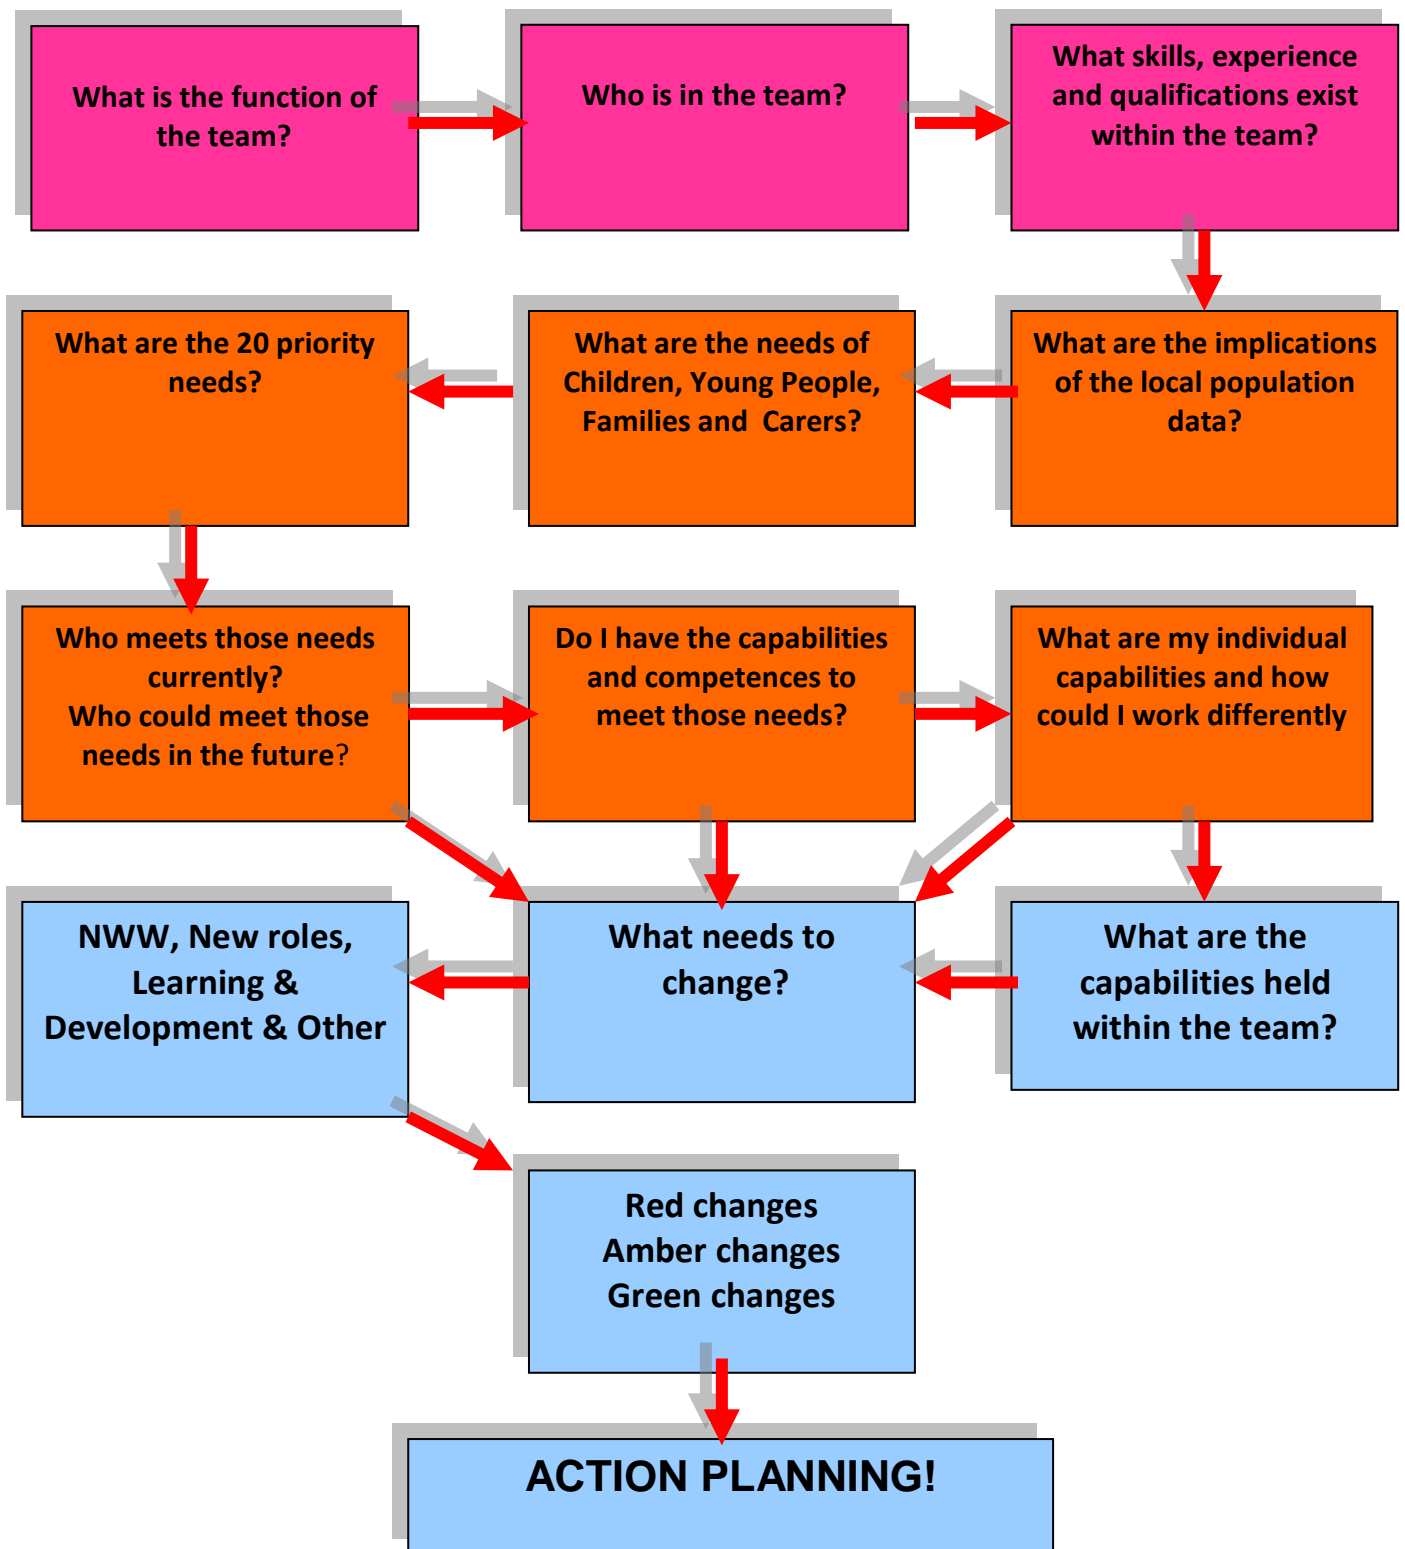 What is the function of
the team?
Who is in the team?
What skills, experience
and qualifications exist
within the team?
What are the 20 priority
needs?
What are the needs of
Children, Young People,
Families and  Carers?
What are the implications
of the local population
data?
Who meets those needs
currently?
Who could meet those
needs in the future?
Do I have the capabilities
and competences to
meet those needs?
What are my individual
capabilities and how
could I work differently
NWW, New roles,
Learning &
Development & Other
What needs to
change?
What are the
capabilities held
within the team?
Red changes
Amber changes
Green changes
ACTION PLANNING!